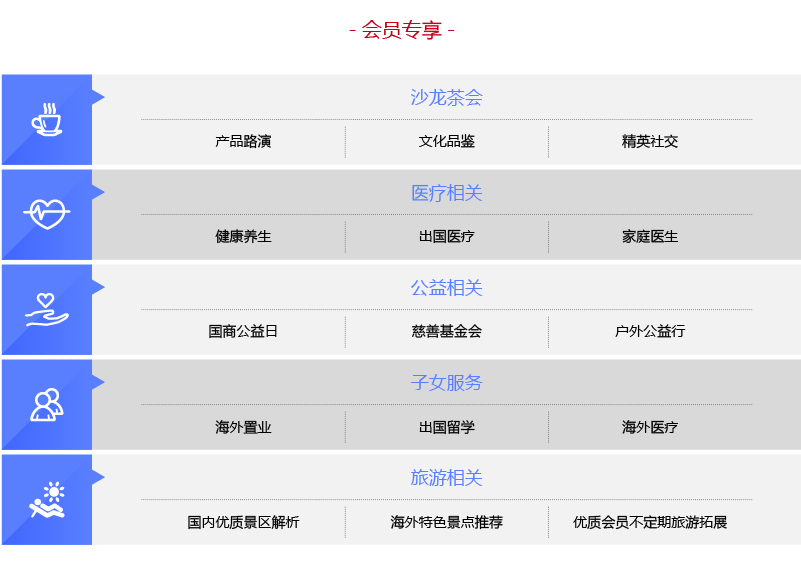 - 会员专享 -
沙龙茶会
产品路演 文化品鉴 精英社交
医疗相关
健康养生 出国医疗 家庭医生
公益相关
国商公益日 慈善基金会 户外公益行
子女服务
海外置业 出国留学 海外医疗
旅游相关
国内优质景区解析 海外特色景点推荐 优质会员不定期旅游拓展